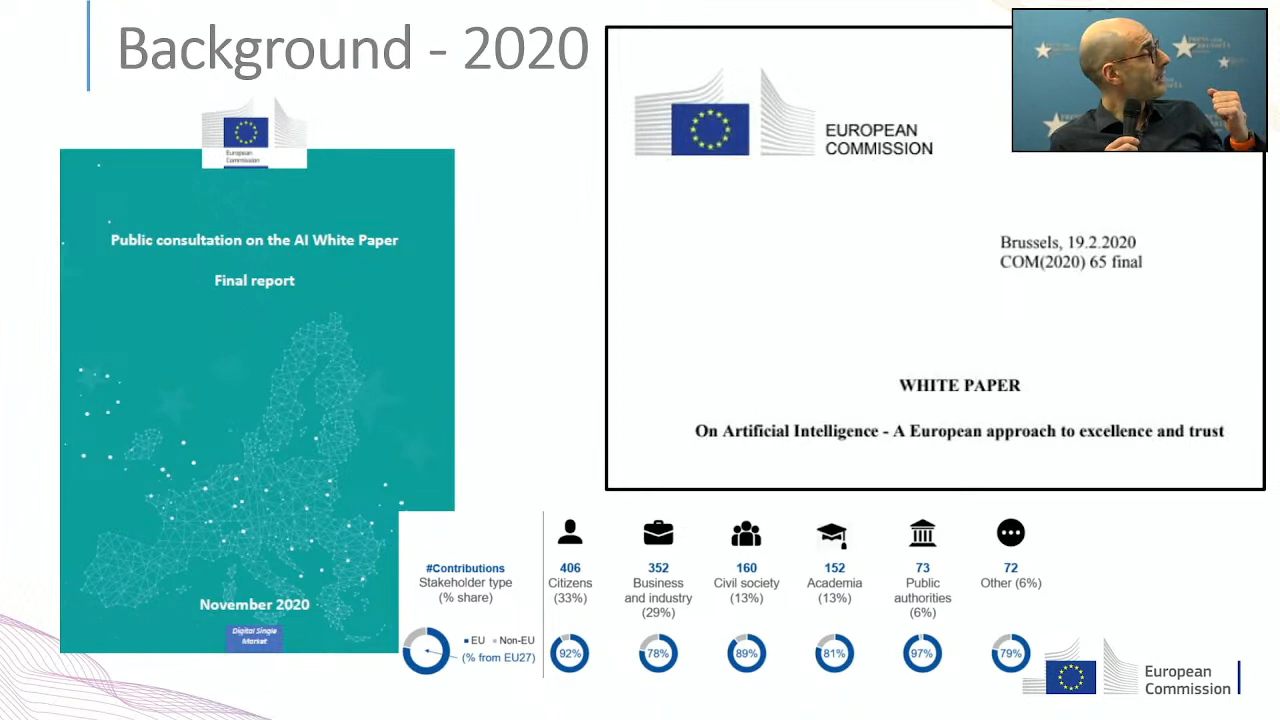 Background - 2020
European
Commission
Public consultation on the AI White Paper
Final report
November 2020
Digital Single
Market
EUROPEAN
COMMISSION
Brussels, 19.2.2020
COM(2020) 65 final
WHITE PAPER
On Artificial Intelligence - A European approach to excellence and trust
#Contributions
Stakeholder type
(% share)
EU Non-EU
(% from EU27)
406
Citizens
(33%)
92%
352
Business
and industry
(29%)
78%
160
Civil society
(13%)
89%
152
Academia
(13%)
81%
73
Public
authorities
(6%)
97%
72
Other (6%)
79%
European
Commission